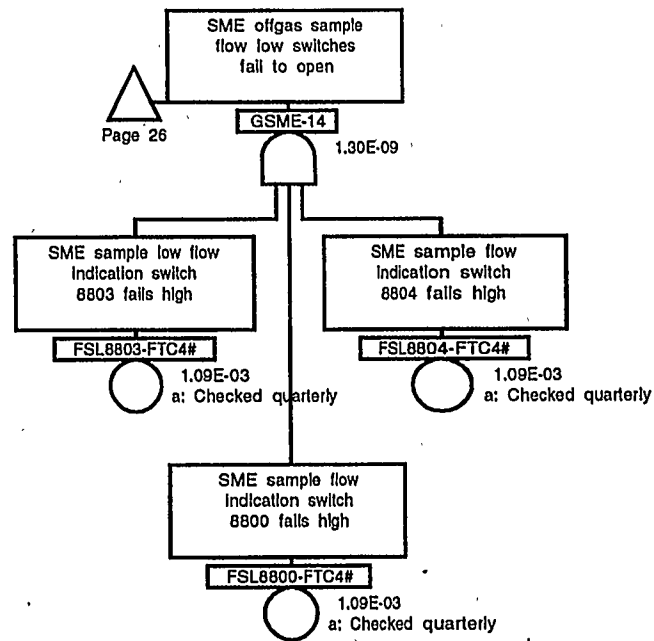 SME offgas sample
flow low switches
fail to open
Page 26
GSME-14
1.30E-09
SME sample low flow
indication switch
8803 fails high
FSL8803-FTC4#
1.09E-03
a: Checked quarterly
SME sample flow
indication switch
8804 fails high
FSL8804-FTC4#
1.09E-03
a: Checked quarterly
SME sample flow
indication switch
8800 fails high
FSL8800-FTC4#
1.09E-03
a: Checked quarterly